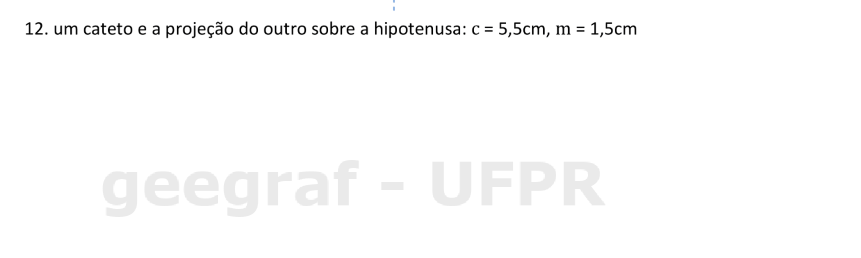 12. um cateto e a projeção do outro sobre a hipotenusa: c = 5,5cm, m = 1,5cm
geegraf - UFPR